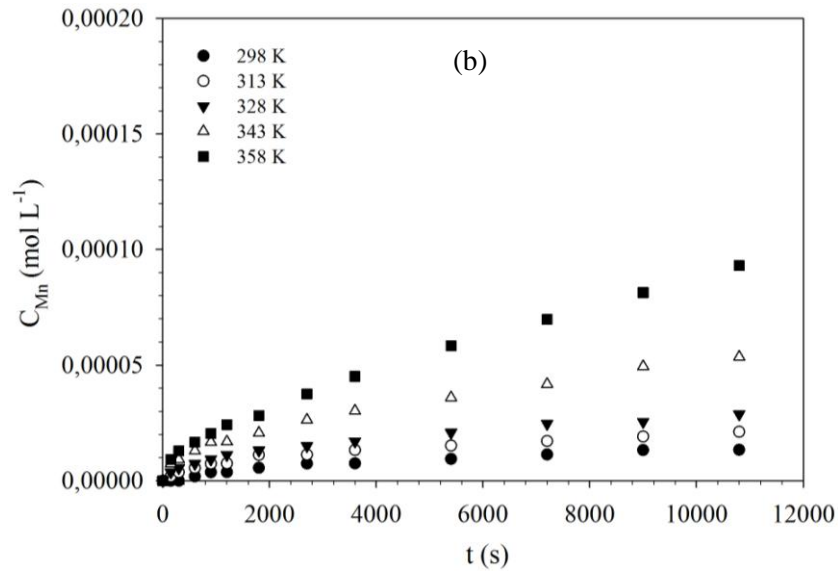 0,00020
0,00015
0,00010
0,00005
0,00000
C_Mn (mol L⁻¹)
298 K
313 K
328 K
343 K
358 K
(b)
0 2000 4000 6000 8000 10000 12000
t (s)